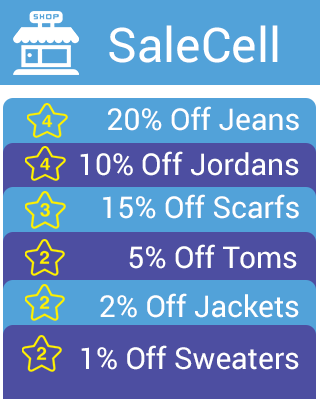 SHOP
SaleCell
4 20% Off Jeans
4 10% Off Jordans
3 15% Off Scarfs
2 5% Off Toms
2 2% Off Jackets
2 1% Off Sweaters